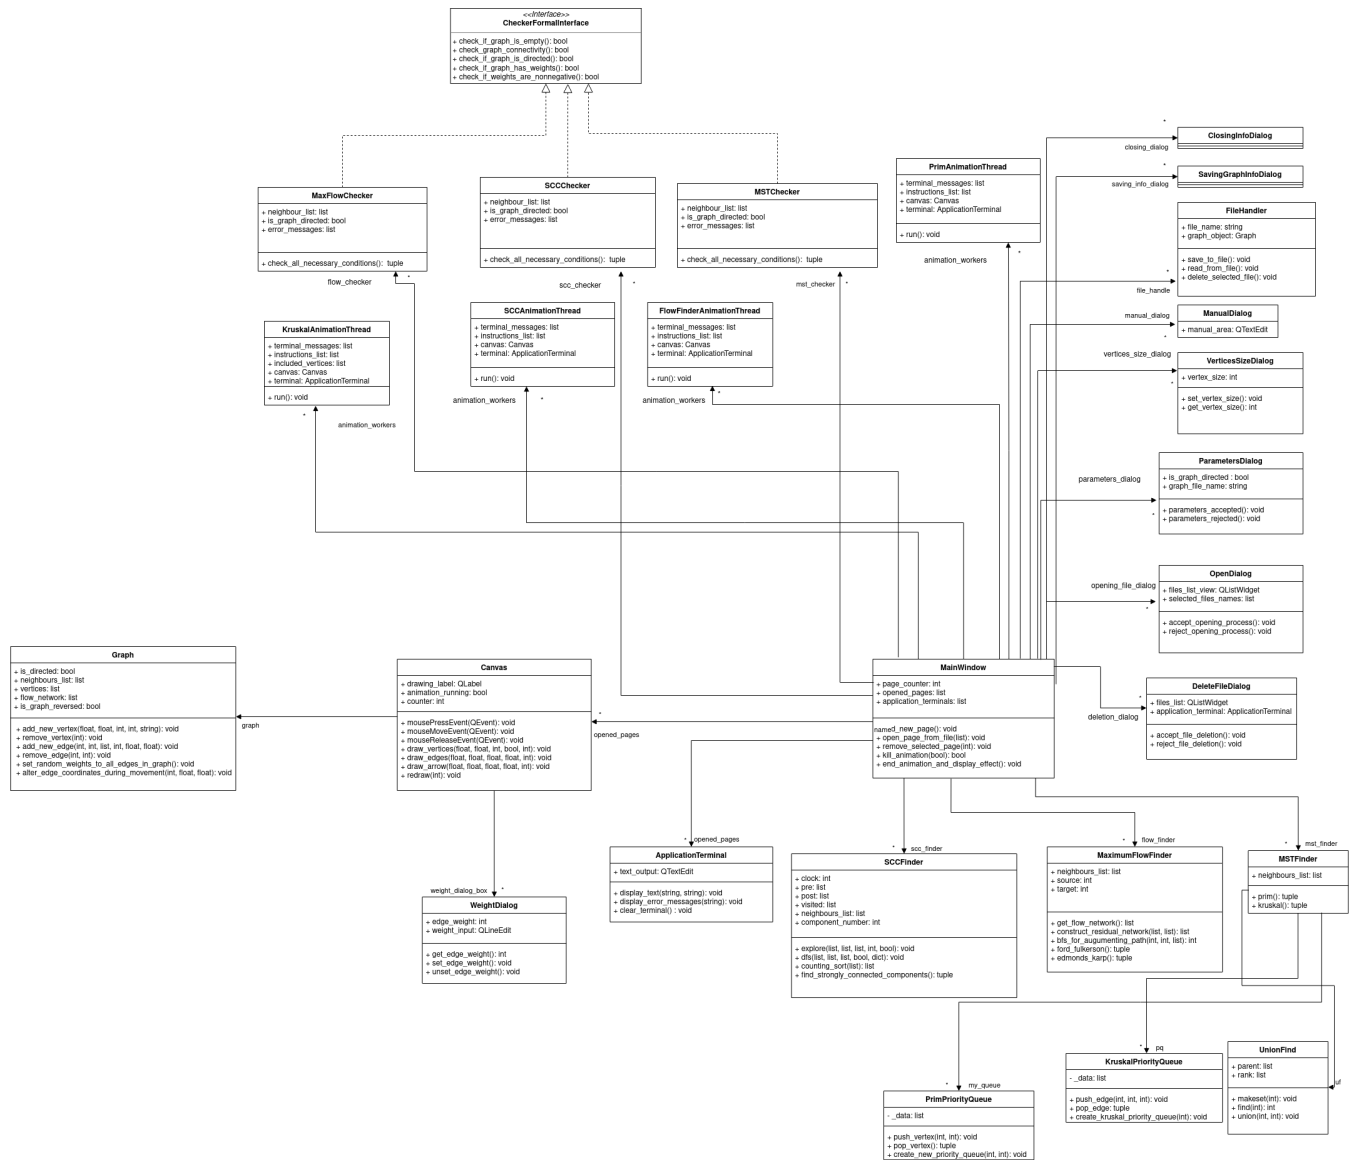 <<Interface>>
CheckerFormalInterface
+ check_if_graph_is_empty(): bool
+ check_graph_connectivity(): bool
+ check_if_graph_is_directed(): bool
+ check_if_graph_has_weights(): bool
+ check_if_weights_are_nonnegative(): bool
MaxFlowChecker
+ neighbour_list: list
+ is_graph_directed: bool
+ error_messages: list
+ check_all_necessary_conditions(): tuple
flow_checker
*
SCCChecker
+ neighbour_list: list
+ is_graph_directed: bool
+ error_messages: list
+ check_all_necessary_conditions(): tuple
scc_checker
*
MSTChecker
+ neighbour_list: list
+ is_graph_directed: bool
+ error_messages: list
+ check_all_necessary_conditions(): tuple
mst_checker
*
PrimAnimationThread
+ terminal_messages: list
+ instructions_list: list
+ canvas: Canvas
+ terminal: ApplicationTerminal
+ run(): void
animation_workers
*
*
ClosingInfoDialog
closing_dialog
*
SavingGraphInfoDialog
saving_info_dialog
FileHandler
+ file_name: string
+ graph_object: Graph
+ save_to_file(): void
+ read_from_file(): void
+ delete_selected_file(): void
*
file_handle
ManualDialog
+ manual_area: QTextEdit
manual_dialog
*
VerticesSizeDialog
+ vertex_size: int
+ set_vertex_size(): void
+ get_vertex_size(): int
vertices_size_dialog
*
KruskalAnimationThread
+ terminal_messages: list
+ instructions_list: list
+ included_vertices: list
+ canvas: Canvas
+ terminal: ApplicationTerminal
+ run(): void
*
animation_workers
SCCAnimationThread
+ terminal_messages: list
+ instructions_list: list
+ canvas: Canvas
+ terminal: ApplicationTerminal
+ run(): void
animation_workers
*
FlowFinderAnimationThread
+ terminal_messages: list
+ instructions_list: list
+ canvas: Canvas
+ terminal: ApplicationTerminal
+ run(): void
animation_workers
*
ParametersDialog
+ is_graph_directed : bool
+ graph_file_name: string
+ parameters_accepted(): void
+ parameters_rejected(): void
parameters_dialog
*
OpenDialog
+ files_list_view: QListWidget
+ selected_files_names: list
+ accept_opening_process(): void
+ reject_opening_process(): void
opening_file_dialog
*
Graph
+ is_directed: bool
+ neighbours_list: list
+ vertices: list
+ flow_network: list
+ is_graph_reversed: bool
+ add_new_vertex(float, float, int, int, string): void
+ remove_vertex(int): void
+ add_new_edge(int, int, list, int, float, float): void
+ remove_edge(int, int): void
+ set_random_weights_to_all_edges_in_graph(): void
+ alter_edge_coordinates_during_movement(int, float, float): void
graph
Canvas
+ drawing_label: QLabel
+ animation_running: bool
+ counter: int
+ mousePressEvent(QEvent): void
+ mouseMoveEvent(QEvent): void
+ mouseReleaseEvent(QEvent): void
+ draw_vertices(float, float, int, bool, int): void
+ draw_edges(float, float, float, float, int): void
+ draw_arrow(float, float, float, float, int): void
+ redraw(int): void
*
opened_pages
MainWindow
+ page_counter: int
+ opened_pages: list
+ application_terminals: list
named_new_page(): void
+ open_page_from_file(list): void
+ remove_selected_page(int): void
+ kill_animation(bool): bool
+ end_animation_and_display_effect(): void
DeleteFileDialog
+ files_list: QListWidget
+ application_terminal: ApplicationTerminal
+ accept_file_deletion(): void
+ reject_file_deletion(): void
*
deletion_dialog
weight_dialog_box
*
WeightDialog
+ edge_weight: int
+ weight_input: QLineEdit
+ get_edge_weight(): int
+ set_edge_weight(): void
+ unset_edge_weight(): void
* opened_pages
ApplicationTerminal
+ text_output: QTextEdit
+ display_text(string, string): void
+ display_error_messages(string): void
+ clear_terminal() : void
* scc_finder
SCCFinder
+ clock: int
+ pre: list
+ post: list
+ visited: list
+ neighbours_list: list
+ component_number: int
+ explore(list, list, list, int, bool): void
+ dfs(list, list, list, bool, dict): void
+ counting_sort(list): list
+ find_strongly_connected_components(): tuple
* flow_finder
MaximumFlowFinder
+ neighbours_list: list
+ source: int
+ target: int
+ get_flow_network(): list
+ construct_residual_network(list, list): list
+ bfs_for_augumenting_path(int, int, list): int
+ ford_fulkerson(): tuple
+ edmonds_karp(): tuple
* mst_finder
MSTFinder
+ neighbours_list: list
+ prim(): tuple
+ kruskal(): tuple
* pq
KruskalPriorityQueue
- _data: list
+ push_edge(int, int, int): void
+ pop_edge: tuple
+ create_kruskal_priority_queue(int): void
UnionFind
+ parent: list
+ rank: list
+ makeset(int): void
+ find(int): int
+ union(int, int): void
uf
* my_queue
PrimPriorityQueue
- _data: list
+ push_vertex(int, int): void
+ pop_vertex(): tuple
+ create_new_priority_queue(int, int): void